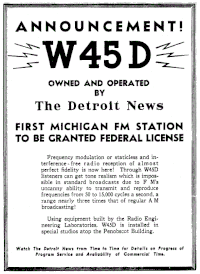 ANNOUNCEMENT!
W45D
OWNED AND OPERATED
BY
The Detroit News
FIRST MICHIGAN FM STATION
TO BE GRANTED FEDERAL LICENSE
Frequency modulation or staticless and in-
terference-free radio reception of almost
perfect fidelity is now here! Through W45D
listeners can get tone realism which is impos-
sible in standard broadcasts due to FM's
uncanny ability to transmit and reproduce
frequencies from 50 to 15,000 cycles a second, a
range nearly three times that of regular AM
broadcasting!
Using equipment built by the Radio Engi-
neering Laboratories, W45D is installed in
special studios atop the Penobscot Building.
Watch The Detroit News from Time to Time for Details on Progress of
Program Service and Availability of Commercial Time.